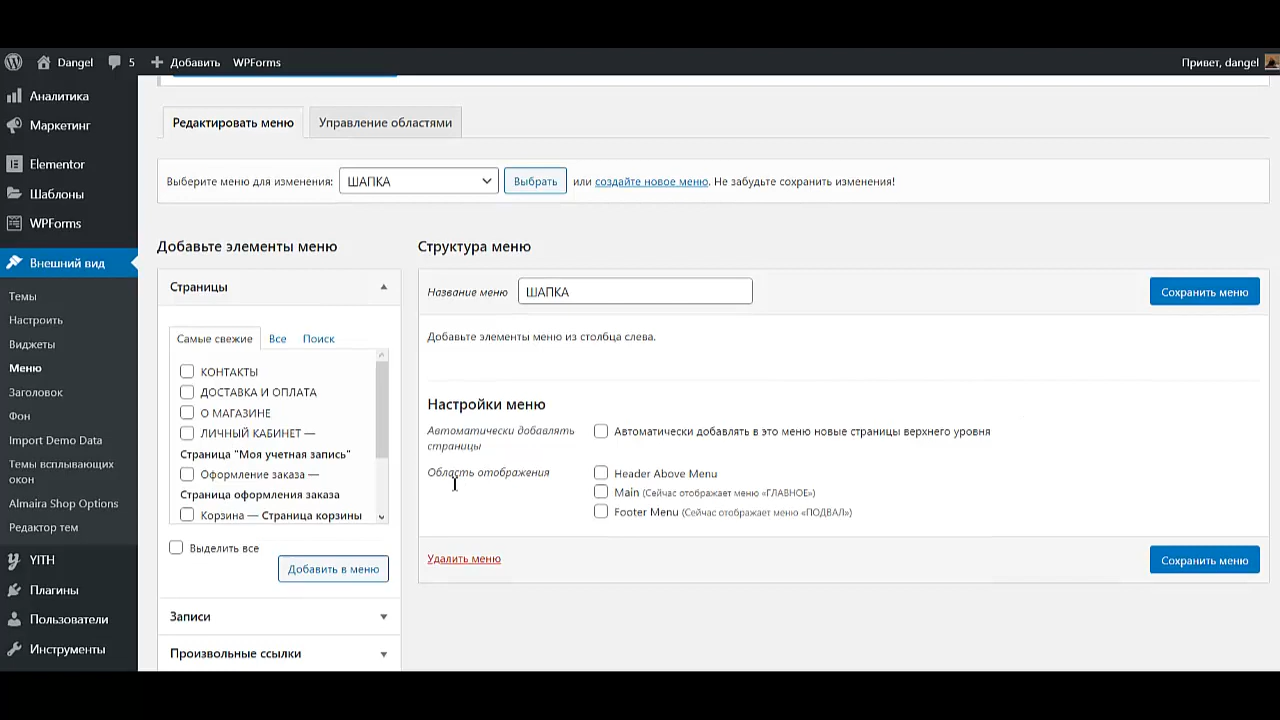 Dangel 5 Добавить WPForms Привет, dangel
Аналитика
Маркетинг
Elementor
Шаблоны
WPForms
Внешний вид
Темы
Настроить
Виджеты
Меню
Заголовок
Фон
Import Demo Data
Темы всплывающих
окон
Almaira Shop Options
Редактор тем
YITH
Плагины
Пользователи
Инструменты
Редактировать меню Управление областями
Выберите меню для изменения: ШАПКА Выбрать или создайте новое меню. Не забудьте сохранить изменения!
Добавьте элементы меню
Страницы
Самые свежие Все Поиск
КОНТАКТЫ
ДОСТАВКА И ОПЛАТА
О МАГАЗИНЕ
ЛИЧНЫЙ КАБИНЕТ —
Страница "Моя учетная запись"
Оформление заказа —
Страница оформления заказа
Корзина — Страница корзины
Выделить все
Добавить в меню
Записи
Произвольные ссылки
Структура меню
Название меню ШАПКА Сохранить меню
Добавьте элементы меню из столбца слева.
Настройки меню
Автоматически добавлять
страницы
Автоматически добавлять в это меню новые страницы верхнего уровня
Область отображения
Header Above Menu
Main (Сейчас отображает меню «ГЛАВНОЕ»)
Footer Menu (Сейчас отображает меню «ПОДВАЛ»)
Удалить меню Сохранить меню